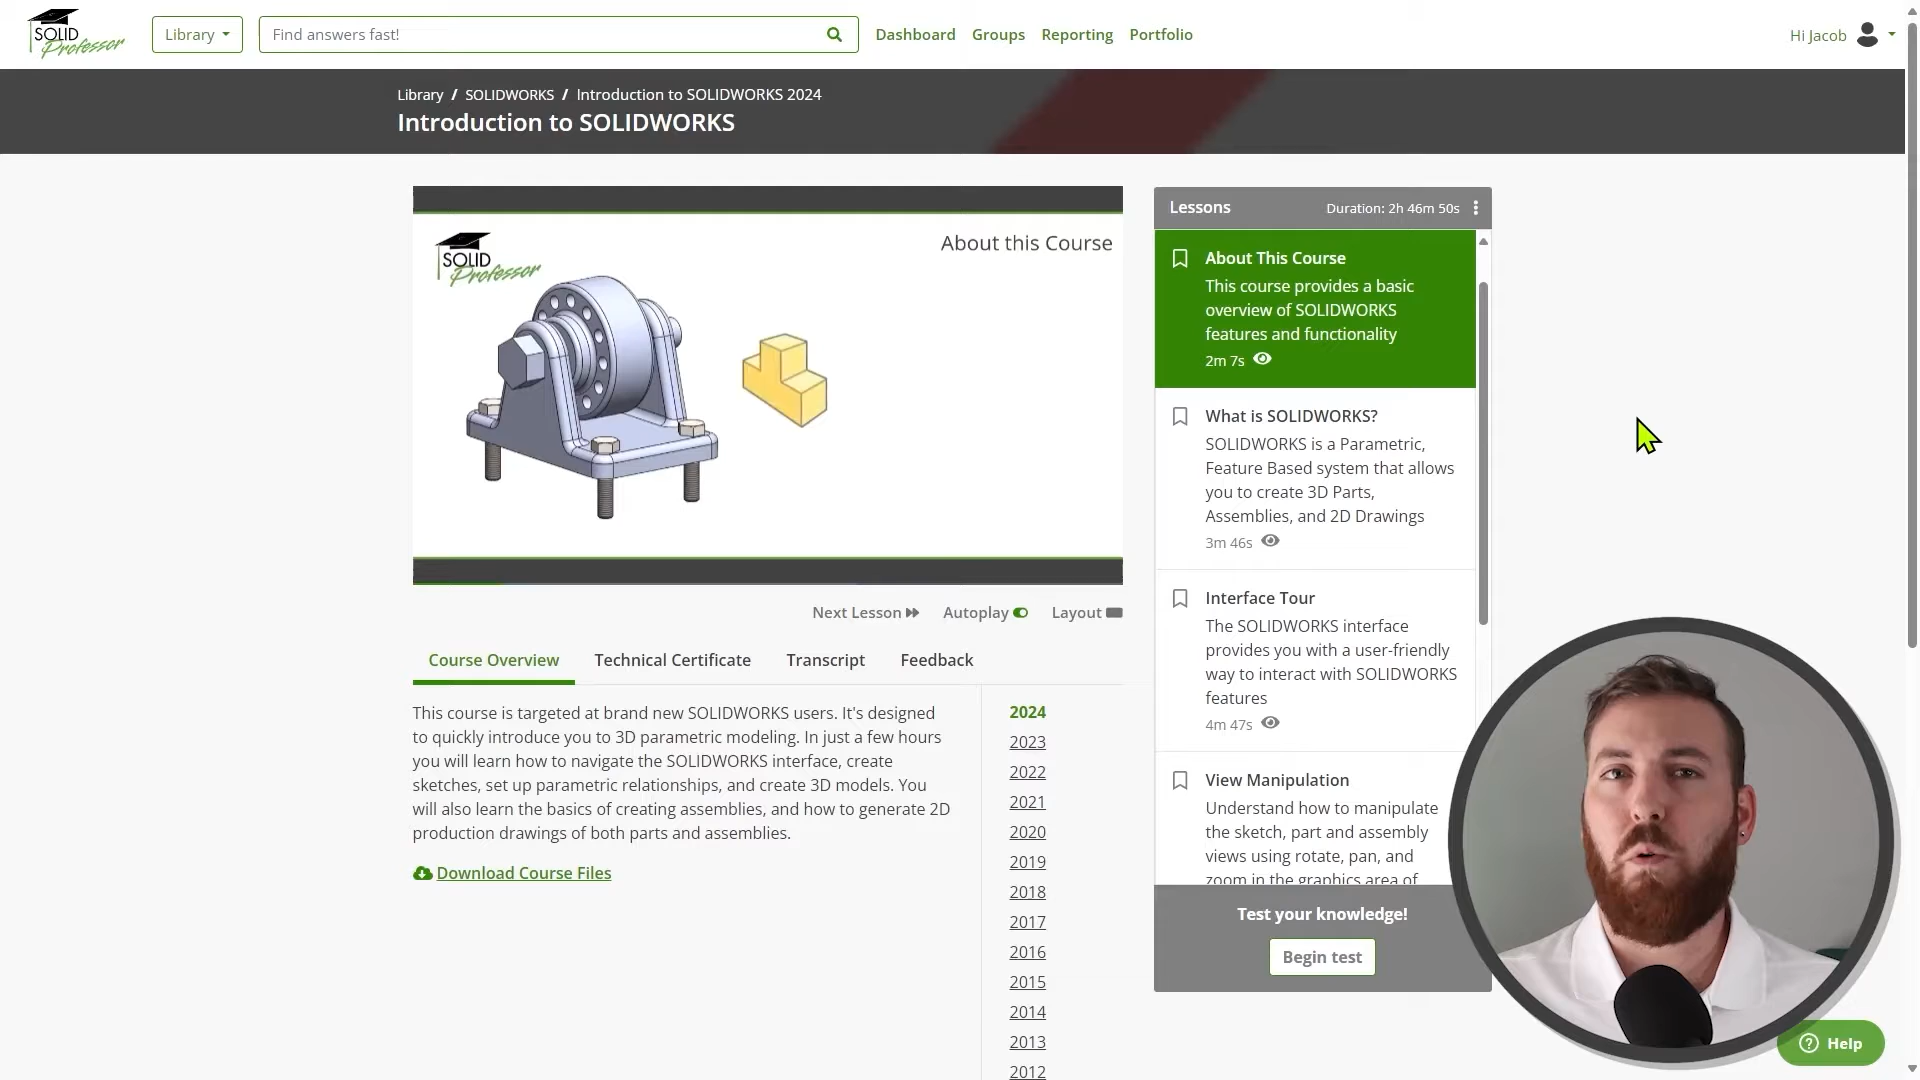 SOLID
Professor
Library
Find answers fast!
Dashboard
Groups
Reporting
Portfolio
Hi Jacob
Library / SOLIDWORKS / Introduction to SOLIDWORKS 2024
Introduction to SOLIDWORKS
SOLID
Professor
About this Course
Next Lesson
Autoplay
Layout
Course Overview
Technical Certificate
Transcript
Feedback
This course is targeted at brand new SOLIDWORKS users. It's designed
to quickly introduce you to 3D parametric modeling. In just a few hours
you will learn how to navigate the SOLIDWORKS interface, create
sketches, set up parametric relationships, and create 3D models. You
will also learn the basics of creating assemblies, and how to generate 2D
production drawings of both parts and assemblies.
Download Course Files
2024
2023
2022
2021
2020
2019
2018
2017
2016
2015
2014
2013
2012
Lessons
Duration: 2h 46m 50s
About This Course
This course provides a basic
overview of SOLIDWORKS
features and functionality
2m 7s
What is SOLIDWORKS?
SOLIDWORKS is a Parametric,
Feature Based system that allows
you to create 3D Parts,
Assemblies, and 2D Drawings
3m 46s
Interface Tour
The SOLIDWORKS interface
provides you with a user-friendly
way to interact with SOLIDWORKS
features
4m 47s
View Manipulation
Understand how to manipulate
the sketch, part and assembly
views using rotate, pan, and
zoom in the graphics area of
Test your knowledge!
Begin test
Help